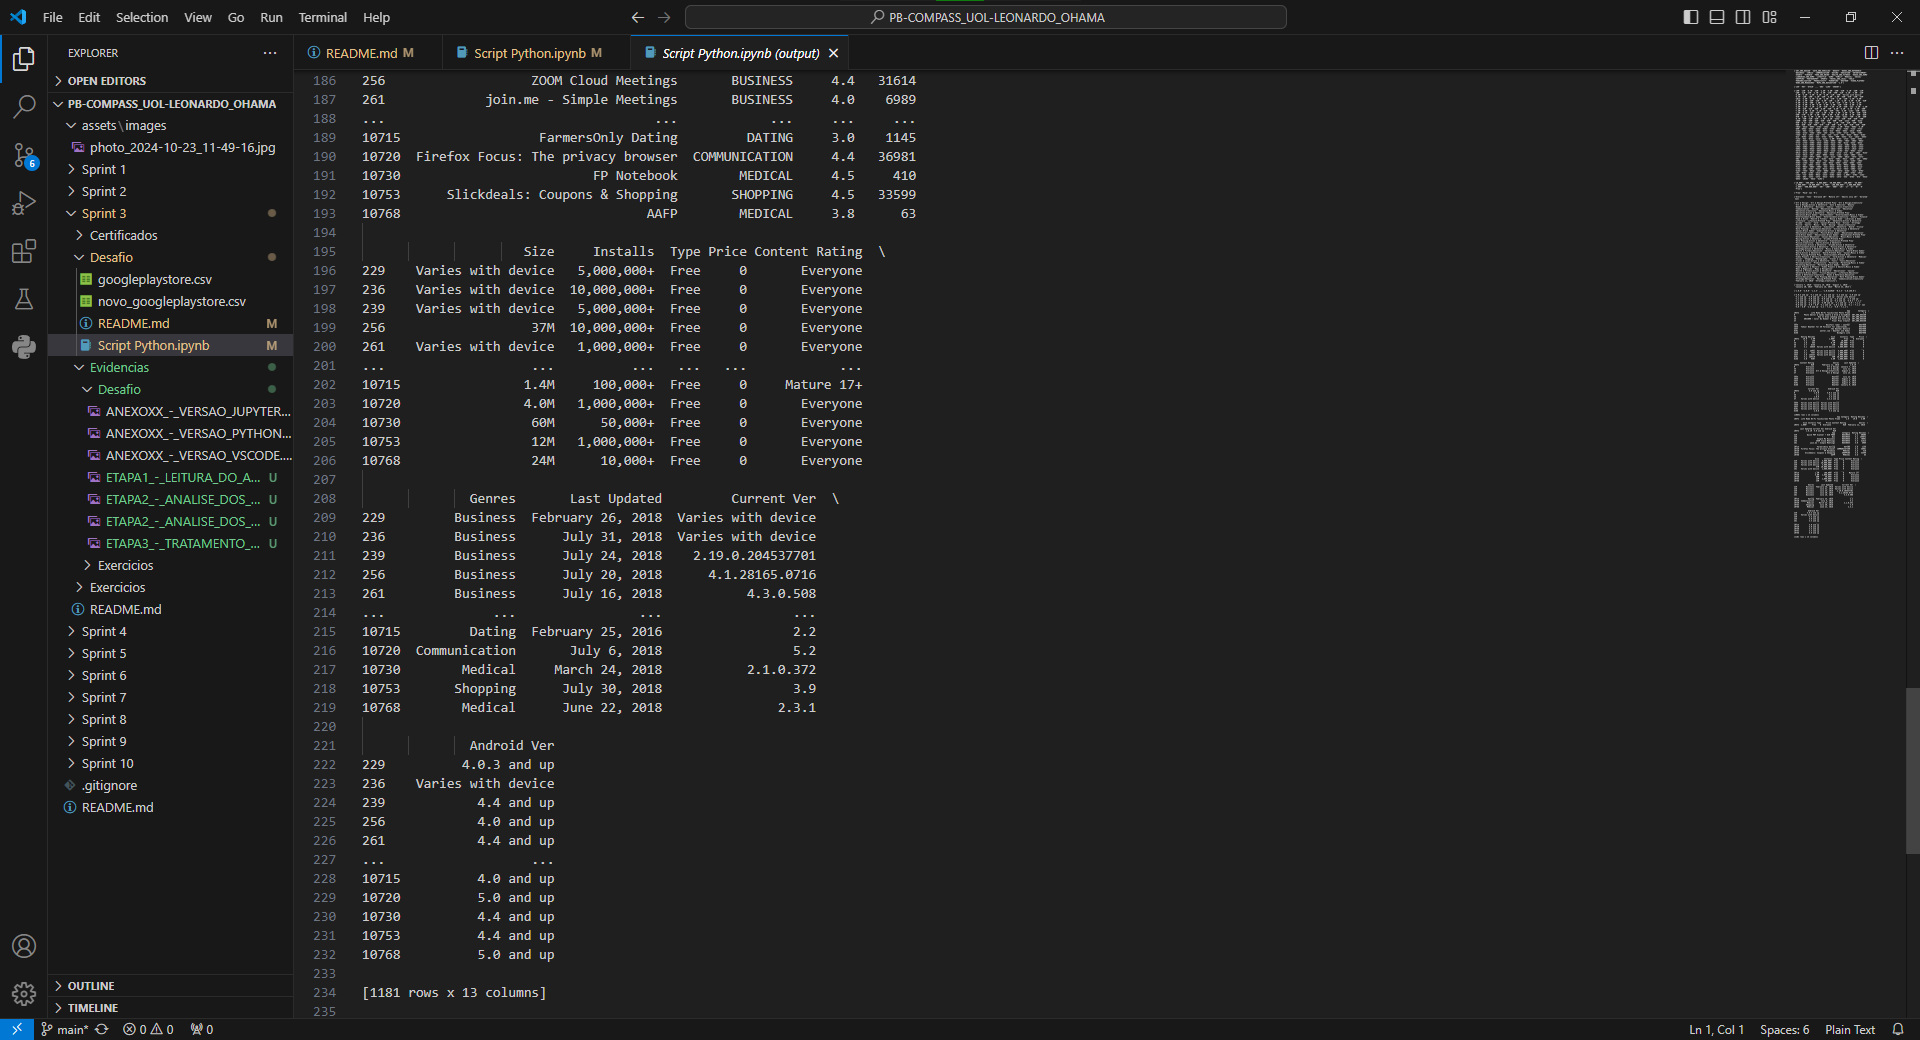 File Edit Selection View Go Run Terminal Help
PB-COMPASS_UOL-LEONARDO_OHAMA
EXPLORER
OPEN EDITORS
PB-COMPASS_UOL-LEONARDO_OHAMA
assets\images
photo_2024-10-23_11-49-16.jpg
Sprint 1
Sprint 2
Sprint 3
Certificados
Desafio
googleplaystore.csv
novo_googleplaystore.csv
README.md M
Script Python.ipynb M
Evidencias
Desafio
ANEXOXX_-_VERSAO_JUPYTER...
ANEXOXX_-_VERSAO_PYTHON...
ANEXOXX_-_VERSAO_VSCODE....
ETAPA1_-_LEITURA_DO_A... U
ETAPA2_-_ANALISE_DOS_... U
ETAPA2_-_ANALISE_DOS_... U
ETAPA3_-_TRATAMENTO_... U
Exercicios
Exercicios
README.md
Sprint 4
Sprint 5
Sprint 6
Sprint 7
Sprint 8
Sprint 9
Sprint 10
.gitignore
README.md
OUTLINE
TIMELINE
6
README.md M Script Python.ipynb M Script Python.ipynb (output)
186 256 ZOOM Cloud Meetings BUSINESS 4.4 31614
187 261 join.me - Simple Meetings BUSINESS 4.0 6989
188 ... ... ... ... ...
189 10715 FarmersOnly Dating DATING 3.0 1145
190 10720 Firefox Focus: The privacy browser COMMUNICATION 4.4 36981
191 10730 FP Notebook MEDICAL 4.5 410
192 10753 Slickdeals: Coupons & Shopping SHOPPING 4.5 33599
193 10768 AAFP MEDICAL 3.8 63
194
195 Size Installs Type Price Content Rating \
196 229 Varies with device 5,000,000+ Free 0 Everyone
197 236 Varies with device 10,000,000+ Free 0 Everyone
198 239 Varies with device 5,000,000+ Free 0 Everyone
199 256 37M 10,000,000+ Free 0 Everyone
200 261 Varies with device 1,000,000+ Free 0 Everyone
201 ... ... ... ... ... ...
202 10715 1.4M 100,000+ Free 0 Mature 17+
203 10720 4.0M 1,000,000+ Free 0 Everyone
204 10730 60M 50,000+ Free 0 Everyone
205 10753 12M 1,000,000+ Free 0 Everyone
206 10768 24M 10,000+ Free 0 Everyone
207
208 Genres Last Updated Current Ver \
209 229 Business February 26, 2018 Varies with device
210 236 Business July 31, 2018 Varies with device
211 239 Business July 24, 2018 2.19.0.204537701
212 256 Business July 20, 2018 4.1.28165.0716
213 261 Business July 16, 2018 4.3.0.508
214 ... ... ... ...
215 10715 Dating February 25, 2016 2.2
216 10720 Communication July 6, 2018 5.2
217 10730 Medical March 24, 2018 2.1.0.372
218 10753 Shopping July 30, 2018 3.9
219 10768 Medical June 22, 2018 2.3.1
220
221 Android Ver
222 229 4.0.3 and up
223 236 Varies with device
224 239 4.4 and up
225 256 4.0 and up
226 261 4.4 and up
227 ... ...
228 10715 4.0 and up
229 10720 5.0 and up
230 10730 4.4 and up
231 10753 4.4 and up
232 10768 5.0 and up
233
234 [1181 rows x 13 columns]
235
main* 0 0 0 Ln 1, Col 1 Spaces: 6 Plain Text